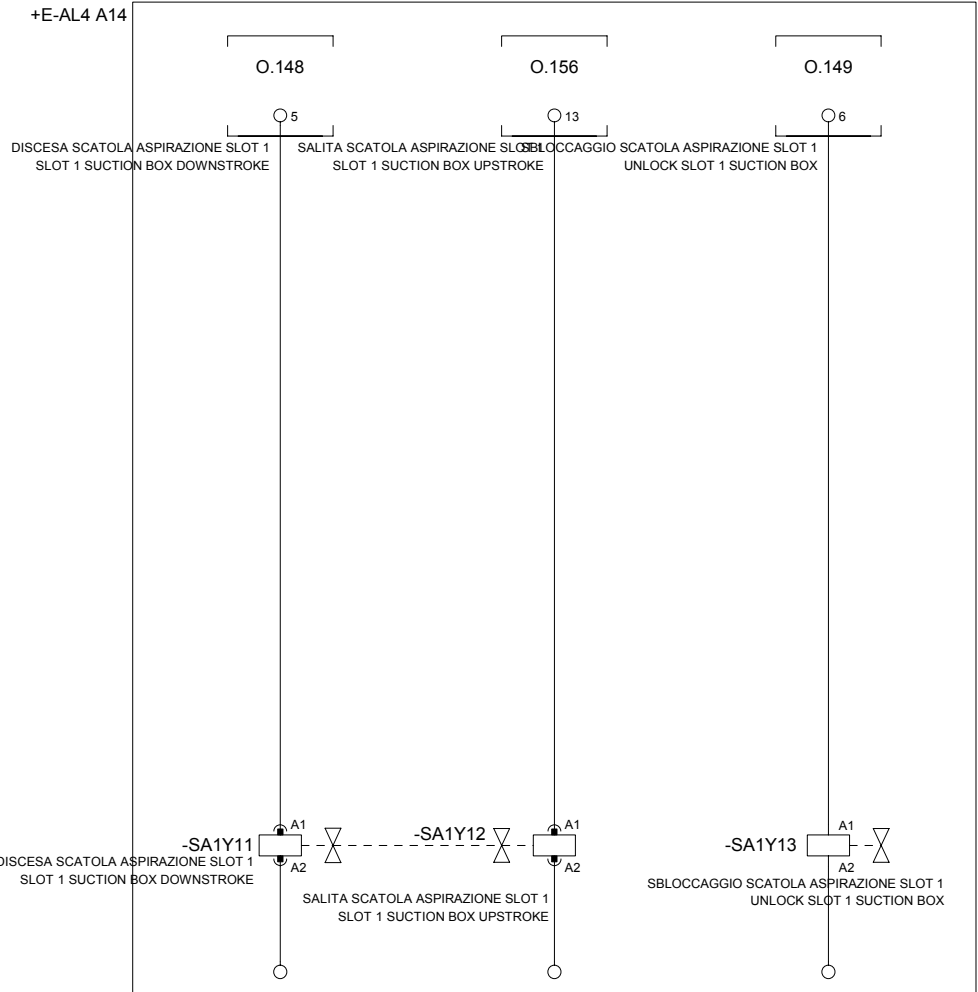 +E-AL4 A14
O.148
O.156
O.149
5
13
6
DISCESA SCATOLA ASPIRAZIONE SLOT 1
SLOT 1 SUCTION BOX DOWNSTROKE
SALITA SCATOLA ASPIRAZIONE SLOT 1
SLOT 1 SUCTION BOX UPSTROKE
SBLOCCAGGIO SCATOLA ASPIRAZIONE SLOT 1
UNLOCK SLOT 1 SUCTION BOX
-SA1Y11
A1
A2
DISCESA SCATOLA ASPIRAZIONE SLOT 1
SLOT 1 SUCTION BOX DOWNSTROKE
-SA1Y12
A1
A2
SALITA SCATOLA ASPIRAZIONE SLOT 1
SLOT 1 SUCTION BOX UPSTROKE
-SA1Y13
A1
A2
SBLOCCAGGIO SCATOLA ASPIRAZIONE SLOT 1
UNLOCK SLOT 1 SUCTION BOX